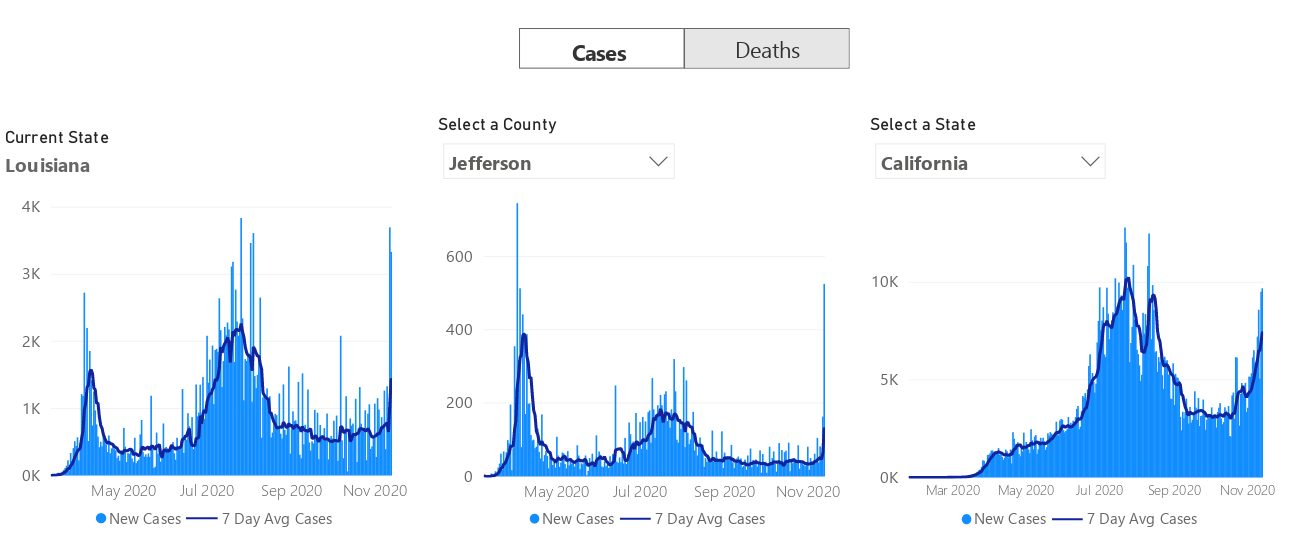 Cases Deaths
Current State
Louisiana
4K
3K
2K
1K
0K
May 2020 Jul 2020 Sep 2020 Nov 2020
New Cases 7 Day Avg Cases
Select a County
Jefferson
600
400
200
0
May 2020 Jul 2020 Sep 2020 Nov 2020
New Cases 7 Day Avg Cases
Select a State
California
10K
5K
0K
Mar 2020 May 2020 Jul 2020 Sep 2020 Nov 2020
New Cases 7 Day Avg Cases